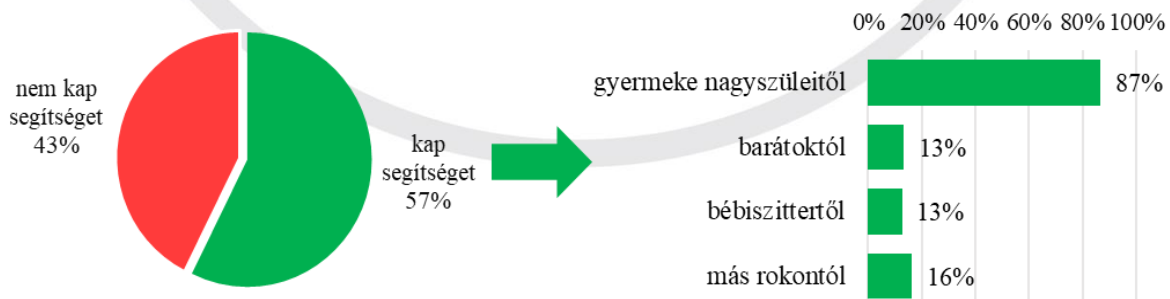 nem kap
segítséget
43%
kap
segítséget
57%
0% 20% 40% 60% 80% 100%
gyermeke nagyszüleitől 87%
barátoktól 13%
bébiszittertől 13%
más rokontól 16%